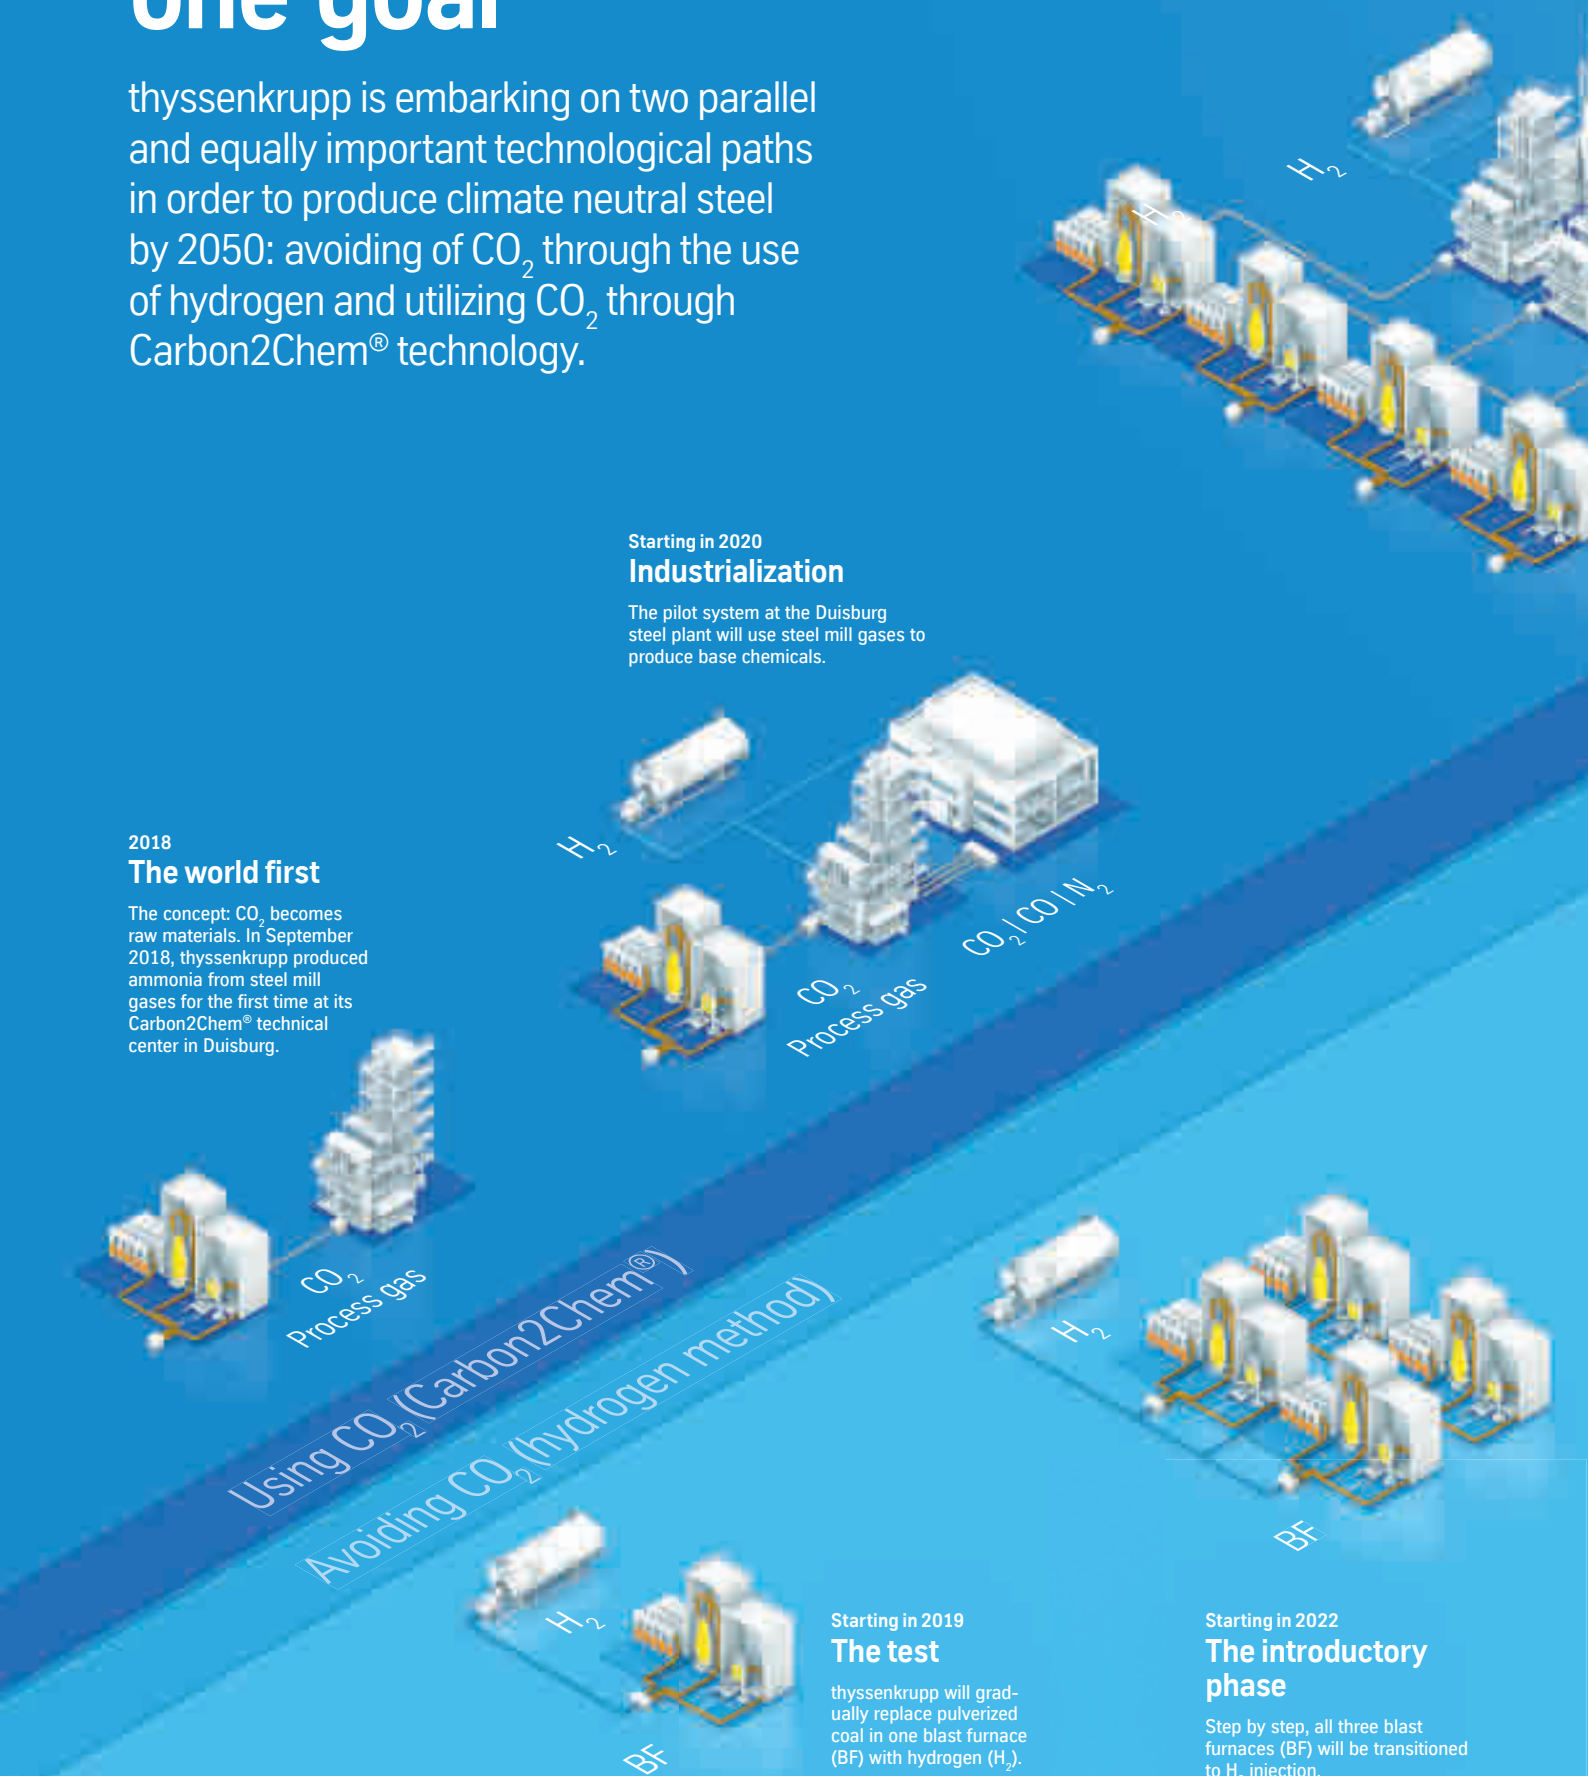 one goal
thyssenkrupp is embarking on two parallel
and equally important technological paths
in order to produce climate neutral steel
by 2050: avoiding of CO₂ through the use
of hydrogen and utilizing CO₂ through
Carbon2Chem® technology.
H₂
H₂
Starting in 2020
Industrialization
The pilot system at the Duisburg
steel plant will use steel mill gases to
produce base chemicals.
H₂
CO₂ | CO | N₂
CO₂
Process gas
2018
The world first
The concept: CO₂ becomes
raw materials. In September
2018, thyssenkrupp produced
ammonia from steel mill
gases for the first time at its
Carbon2Chem® technical
center in Duisburg.
CO₂
Process gas
Using CO₂ (Carbon2Chem®)
Avoiding CO₂ (hydrogen method)
H₂
BF
H₂
BF
Starting in 2019
The test
thyssenkrupp will grad-
ually replace pulverized
coal in one blast furnace
(BF) with hydrogen (H₂).
Starting in 2022
The introductory
phase
Step by step, all three blast
furnaces (BF) will be transitioned
to H₂ injection.